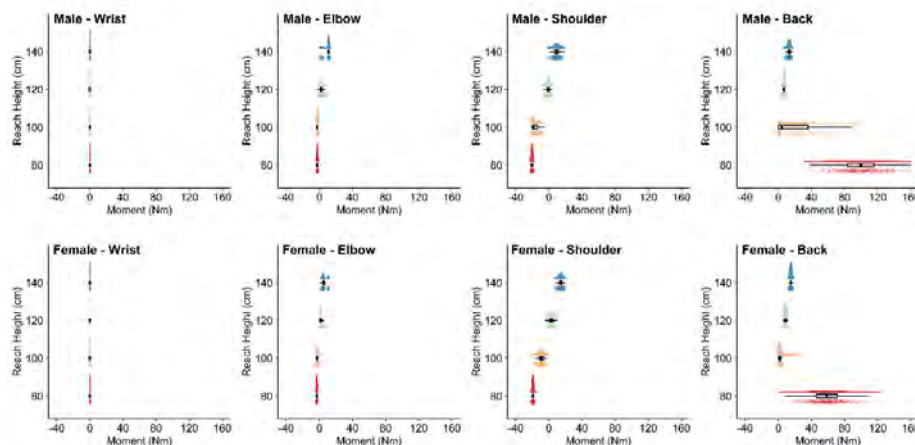 Male - Wrist
Male - Elbow
Male - Shoulder
Male - Back
Reach Height (cm)
140
120
100
80
-40 0 40 80 120 160
Moment (Nm)
Reach Height (cm)
140
120
100
80
-40 0 40 80 120 160
Moment (Nm)
Reach Height (cm)
140
120
100
80
-40 0 40 80 120 160
Moment (Nm)
Reach Height (cm)
140
120
100
80
-40 0 40 80 120 160
Moment (Nm)
Female - Wrist
Female - Elbow
Female - Shoulder
Female - Back
Reach Height (cm)
140
120
100
80
-40 0 40 80 120 160
Moment (Nm)
Reach Height (cm)
140
120
100
80
-40 0 40 80 120 160
Moment (Nm)
Reach Height (cm)
140
120
100
80
-40 0 40 80 120 160
Moment (Nm)
Reach Height (cm)
140
120
100
80
-40 0 40 80 120 160
Moment (Nm)